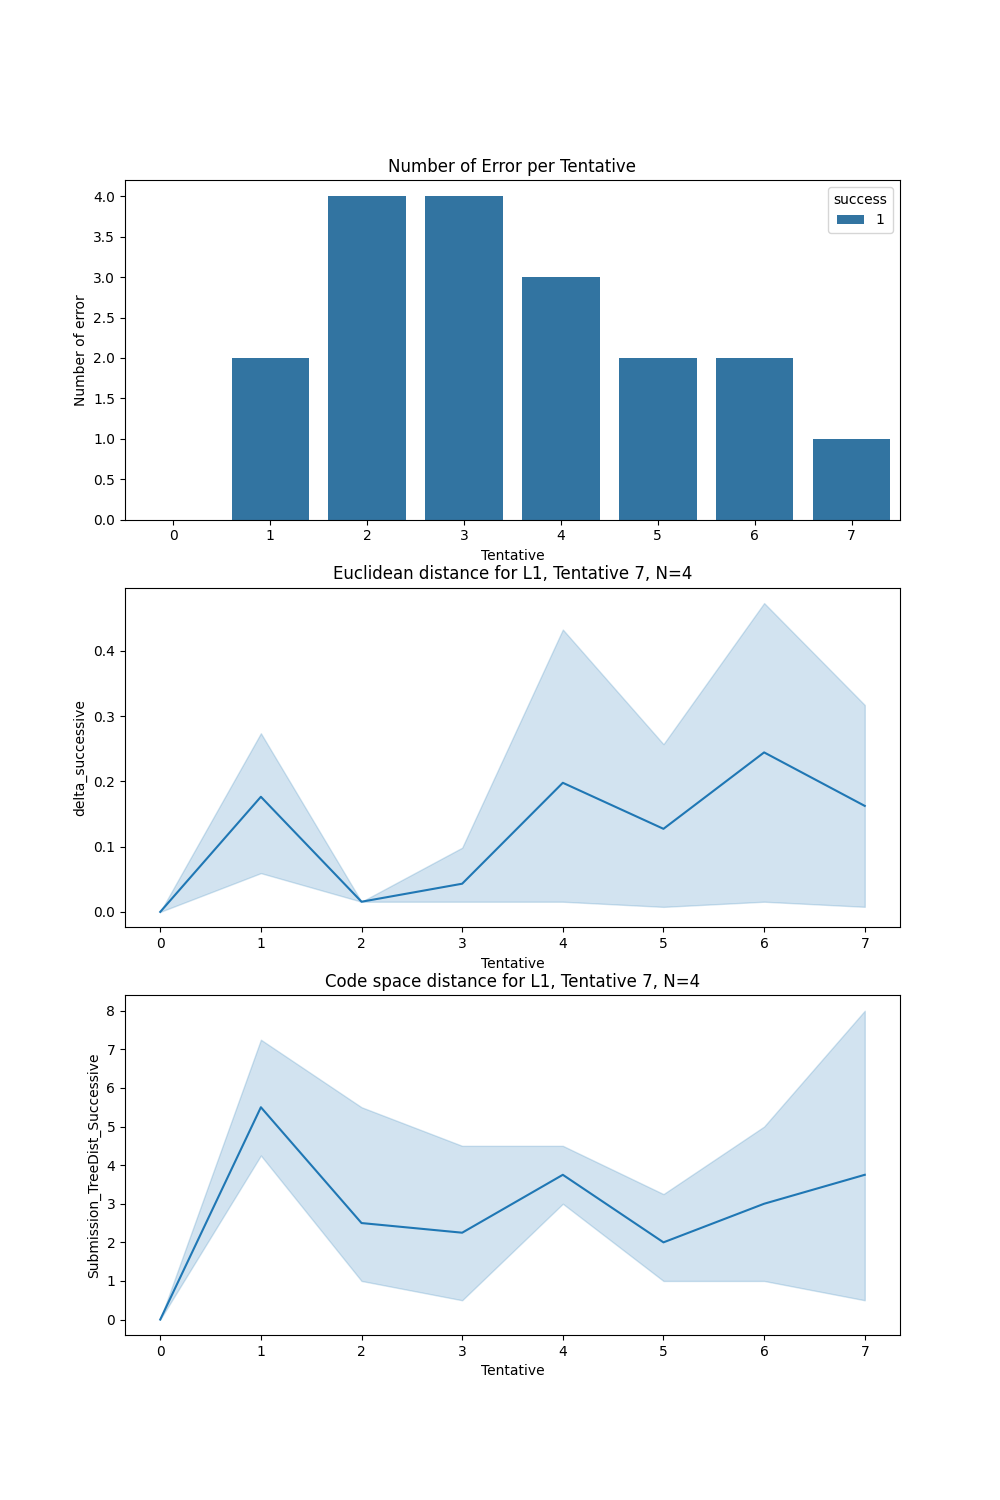 Number of Error per Tentative
success
1
4.0
3.5
3.0
2.5
2.0
1.5
1.0
0.5
0.0
Number of error
0 1 2 3 4 5 6 7
Tentative
Euclidean distance for L1, Tentative 7, N=4
0.4
0.3
0.2
0.1
0.0
delta_successive
0 1 2 3 4 5 6 7
Tentative
Code space distance for L1, Tentative 7, N=4
8
7
6
5
4
3
2
1
0
Submission_TreeDist_Successive
0 1 2 3 4 5 6 7
Tentative